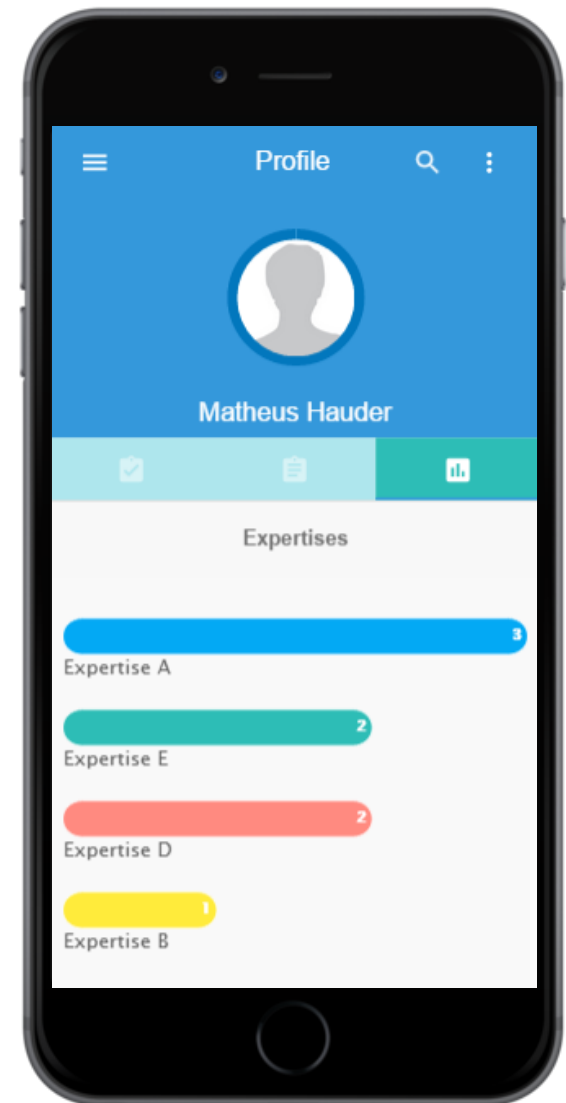 Profile
Matheus Hauder
Expertises
3
Expertise A
2
Expertise E
2
Expertise D
1
Expertise B